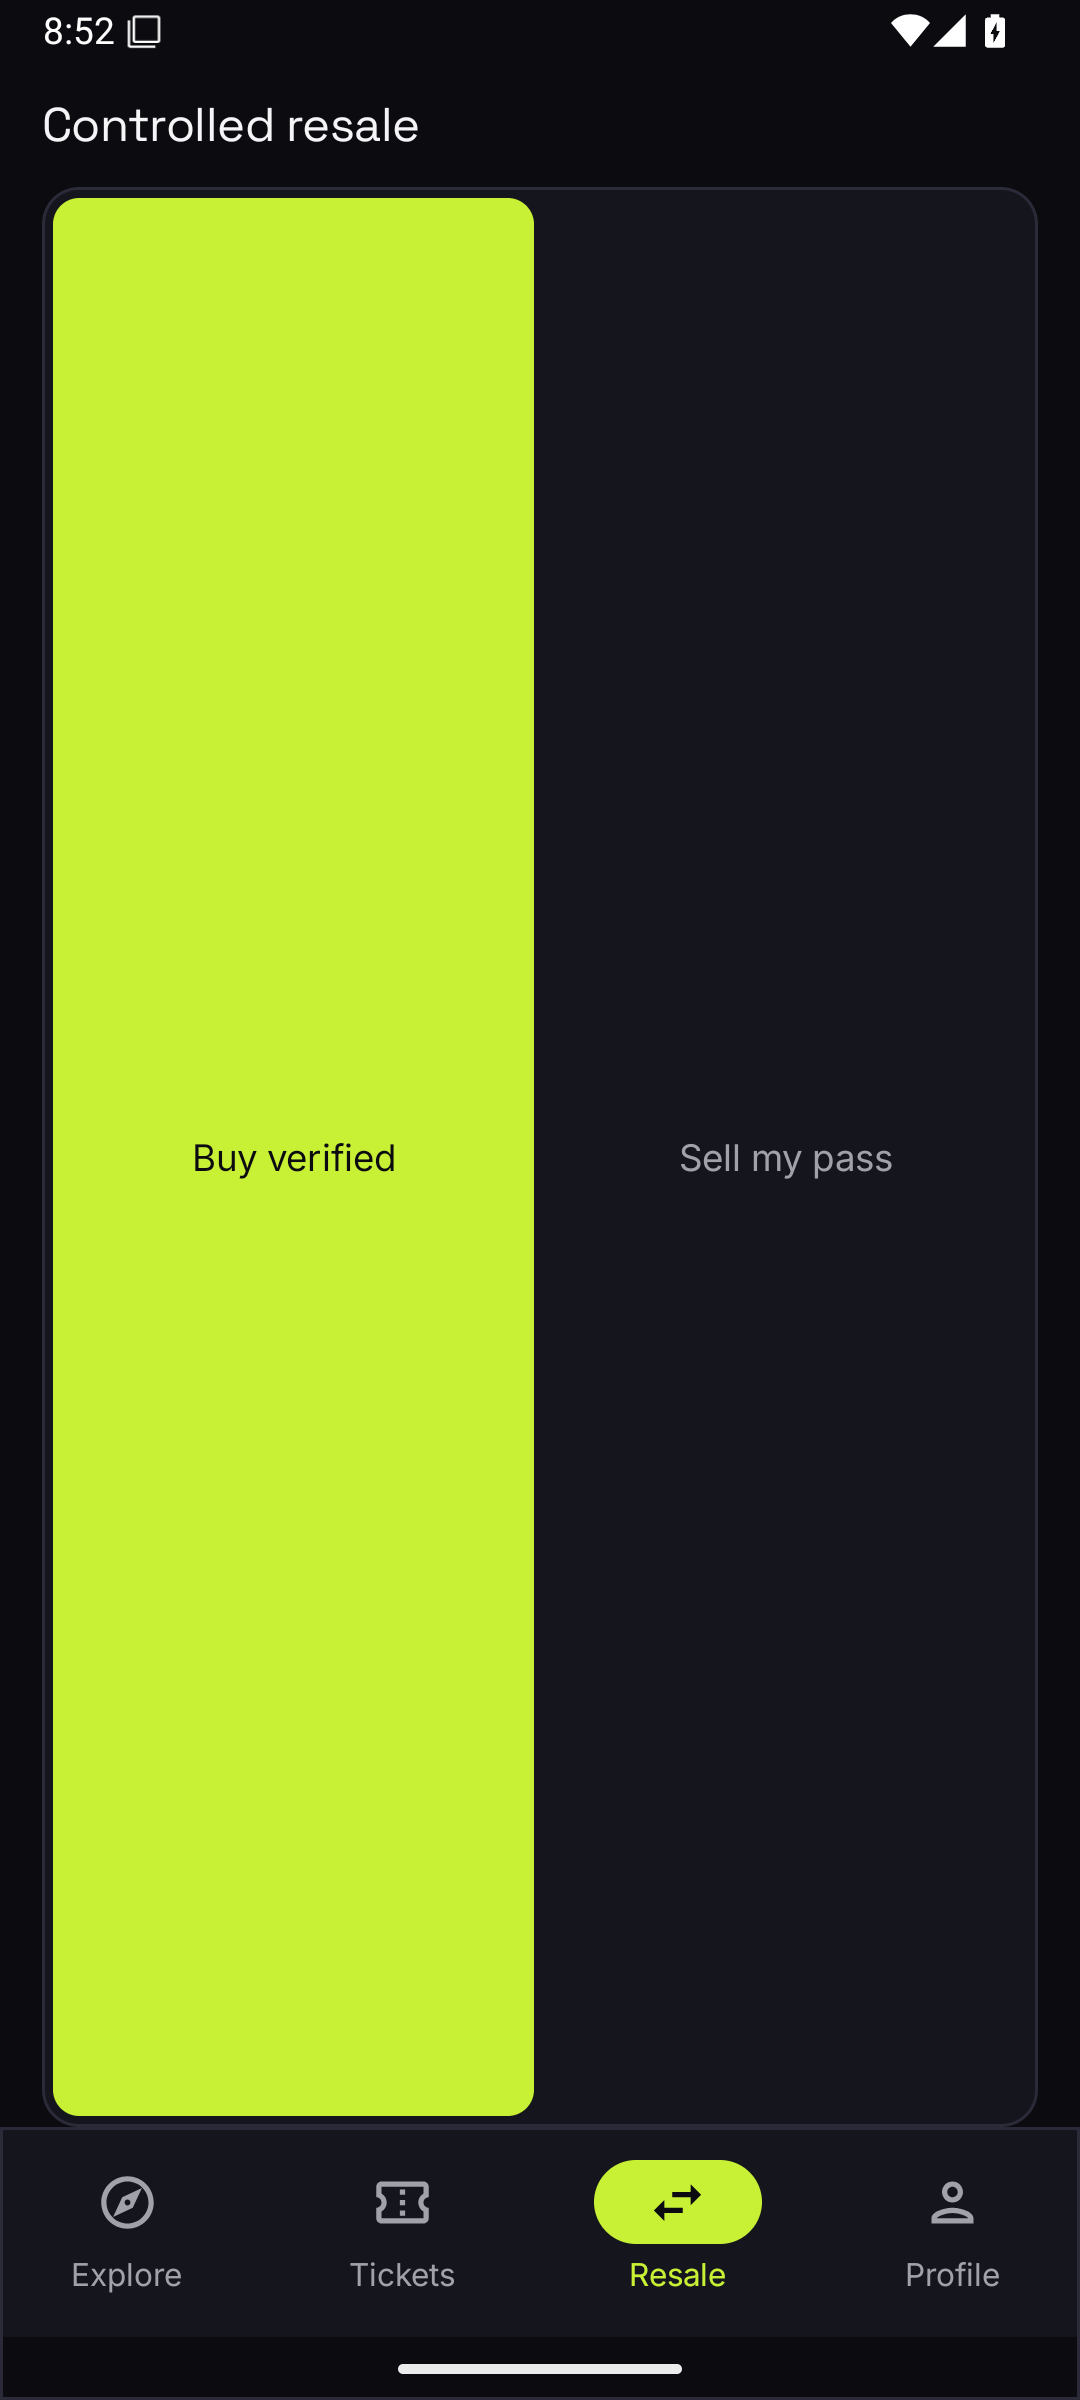 8:52
Controlled resale
Buy verified
Sell my pass
Explore
Tickets
Resale
Profile